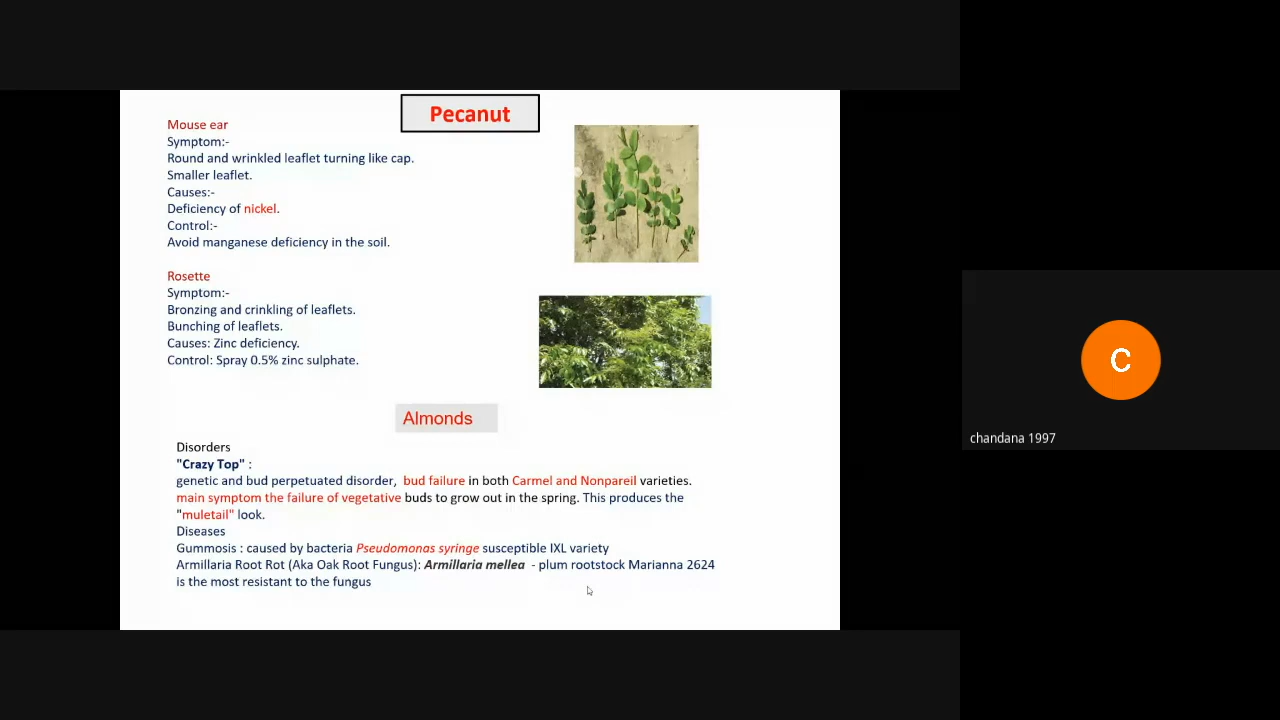 Pecanut
Mouse ear
Symptom:-
Round and wrinkled leaflet turning like cap.
Smaller leaflet.
Causes:-
Deficiency of nickel.
Control:-
Avoid manganese deficiency in the soil.
Rosette
Symptom:-
Bronzing and crinkling of leaflets.
Bunching of leaflets.
Causes: Zinc deficiency.
Control: Spray 0.5% zinc sulphate.
Almonds
Disorders
"Crazy Top" :
genetic and bud perpetuated disorder, bud failure in both Carmel and Nonpareil varieties.
main symptom the failure of vegetative buds to grow out in the spring. This produces the
"muletail" look.
Diseases
Gummosis : caused by bacteria Pseudomonas syringe susceptible IXL variety
Armillaria Root Rot (Aka Oak Root Fungus): Armillaria mellea - plum rootstock Marianna 2624
is the most resistant to the fungus
C
chandana 1997